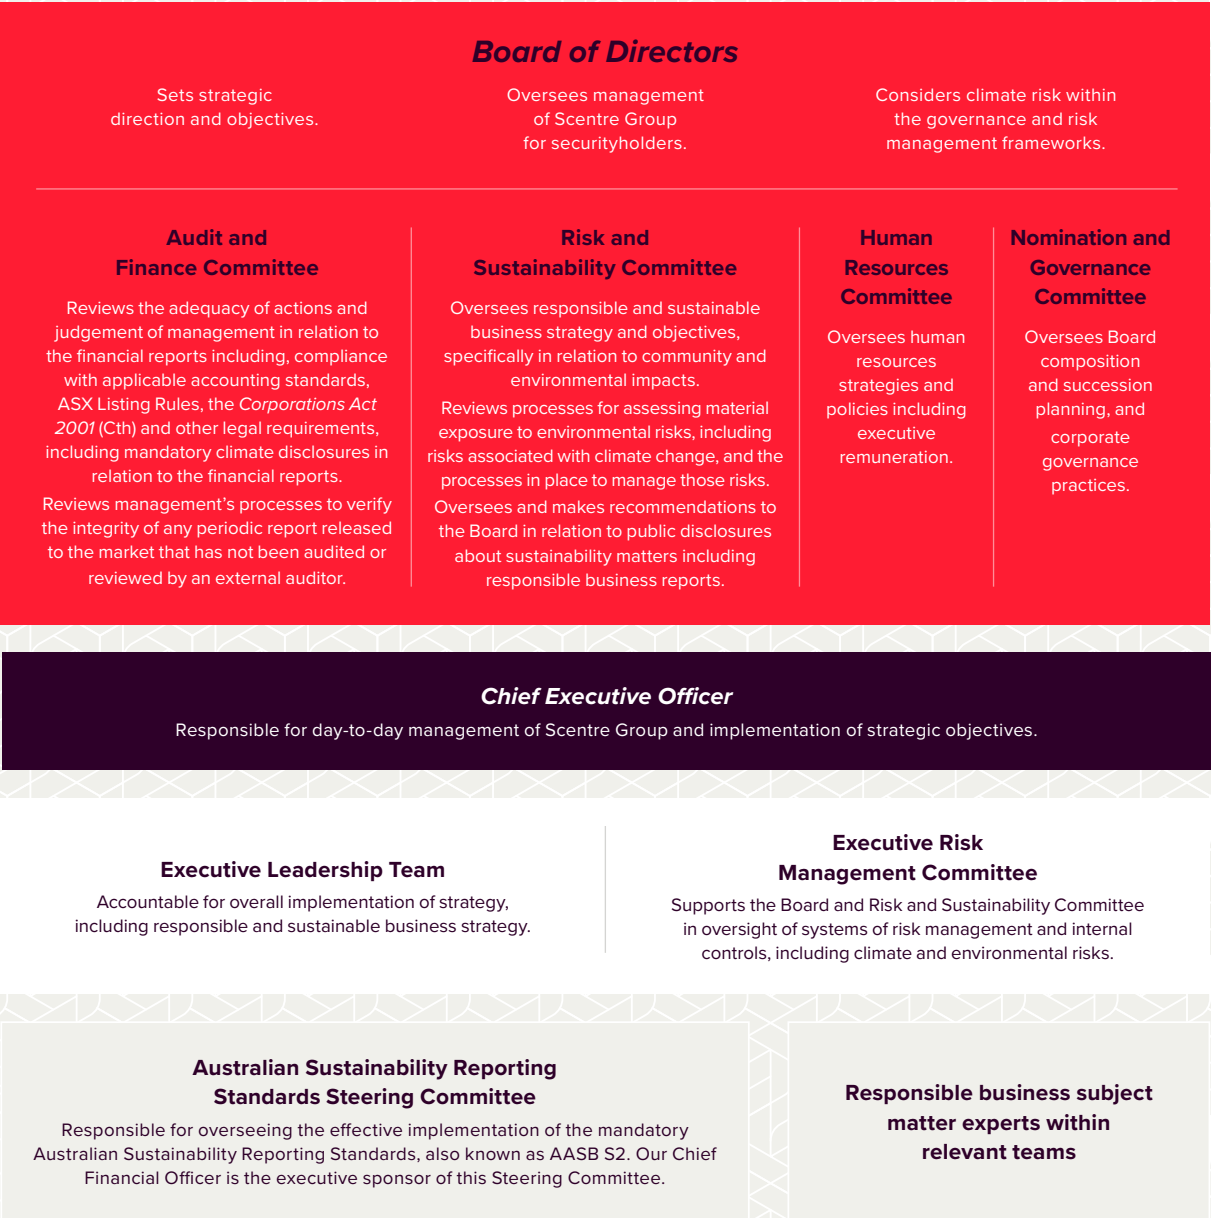 Board of Directors
Sets strategic
direction and objectives.
Oversees management
of Scentre Group
for securityholders.
Considers climate risk within
the governance and risk
management frameworks.
Audit and
Finance Committee
Reviews the adequacy of actions and
judgement of management in relation to
the financial reports including, compliance
with applicable accounting standards,
ASX Listing Rules, the Corporations Act
2001 (Cth) and other legal requirements,
including mandatory climate disclosures in
relation to the financial reports.
Reviews management’s processes to verify
the integrity of any periodic report released
to the market that has not been audited or
reviewed by an external auditor.
Risk and
Sustainability Committee
Oversees responsible and sustainable
business strategy and objectives,
specifically in relation to community and
environmental impacts.
Reviews processes for assessing material
exposure to environmental risks, including
risks associated with climate change, and the
processes in place to manage those risks.
Oversees and makes recommendations to
the Board in relation to public disclosures
about sustainability matters including
responsible business reports.
Human
Resources
Committee
Oversees human
resources
strategies and
policies including
executive
remuneration.
Nomination and
Governance
Committee
Oversees Board
composition
and succession
planning, and
corporate
governance
practices.
Chief Executive Officer
Responsible for day-to-day management of Scentre Group and implementation of strategic objectives.
Executive Leadership Team
Accountable for overall implementation of strategy,
including responsible and sustainable business strategy.
Executive Risk
Management Committee
Supports the Board and Risk and Sustainability Committee
in oversight of systems of risk management and internal
controls, including climate and environmental risks.
Australian Sustainability Reporting
Standards Steering Committee
Responsible for overseeing the effective implementation of the mandatory
Australian Sustainability Reporting Standards, also known as AASB S2. Our Chief
Financial Officer is the executive sponsor of this Steering Committee.
Responsible business subject
matter experts within
relevant teams